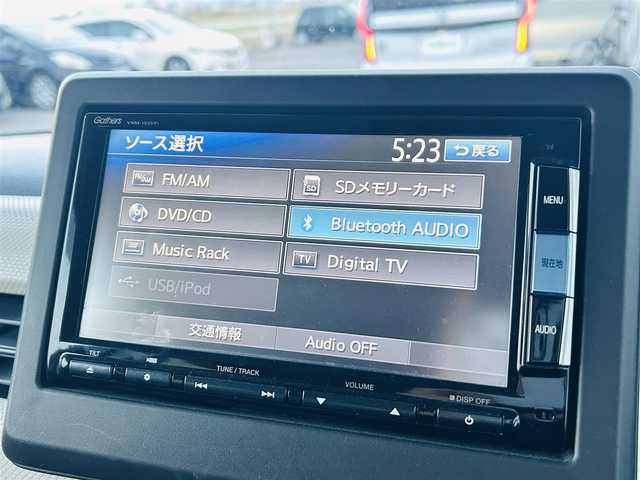 Gathers
ソース選択
5:23
戻る
FM/AM
SD
SDメモリーカード
DVD/CD
Bluetooth AUDIO
Music Rack
TV
Digital TV
USB/iPod
交通情報
Audio OFF
MENU
現在地
AUDIO
TILT
TUNE / TRACK
VOLUME
DISP OFF